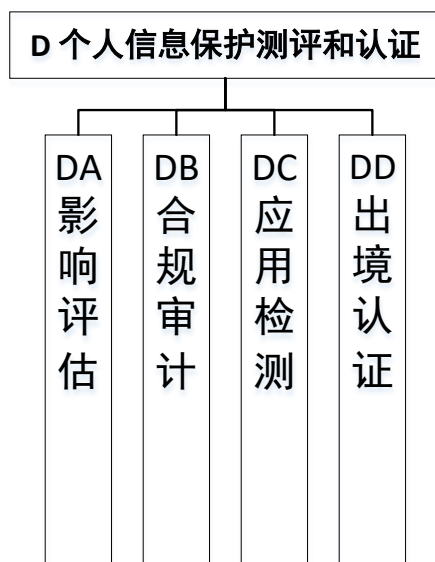 D 个人信息保护测评和认证
DA
影响评估
DB
合规审计
DC
应用检测
DD
出境认证